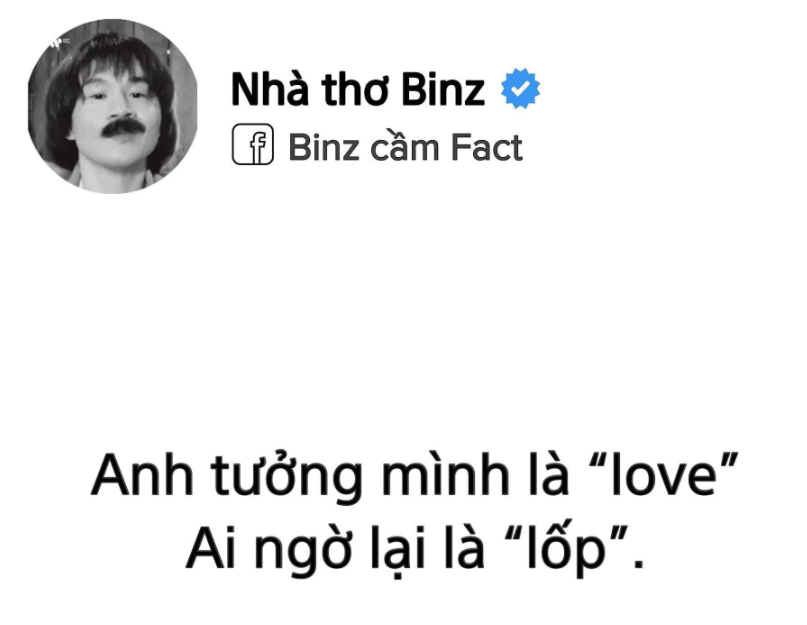 Nhà thơ Binz
Binz cầm Fact
Anh tưởng mình là “love”
Ai ngờ lại là “lốp”.